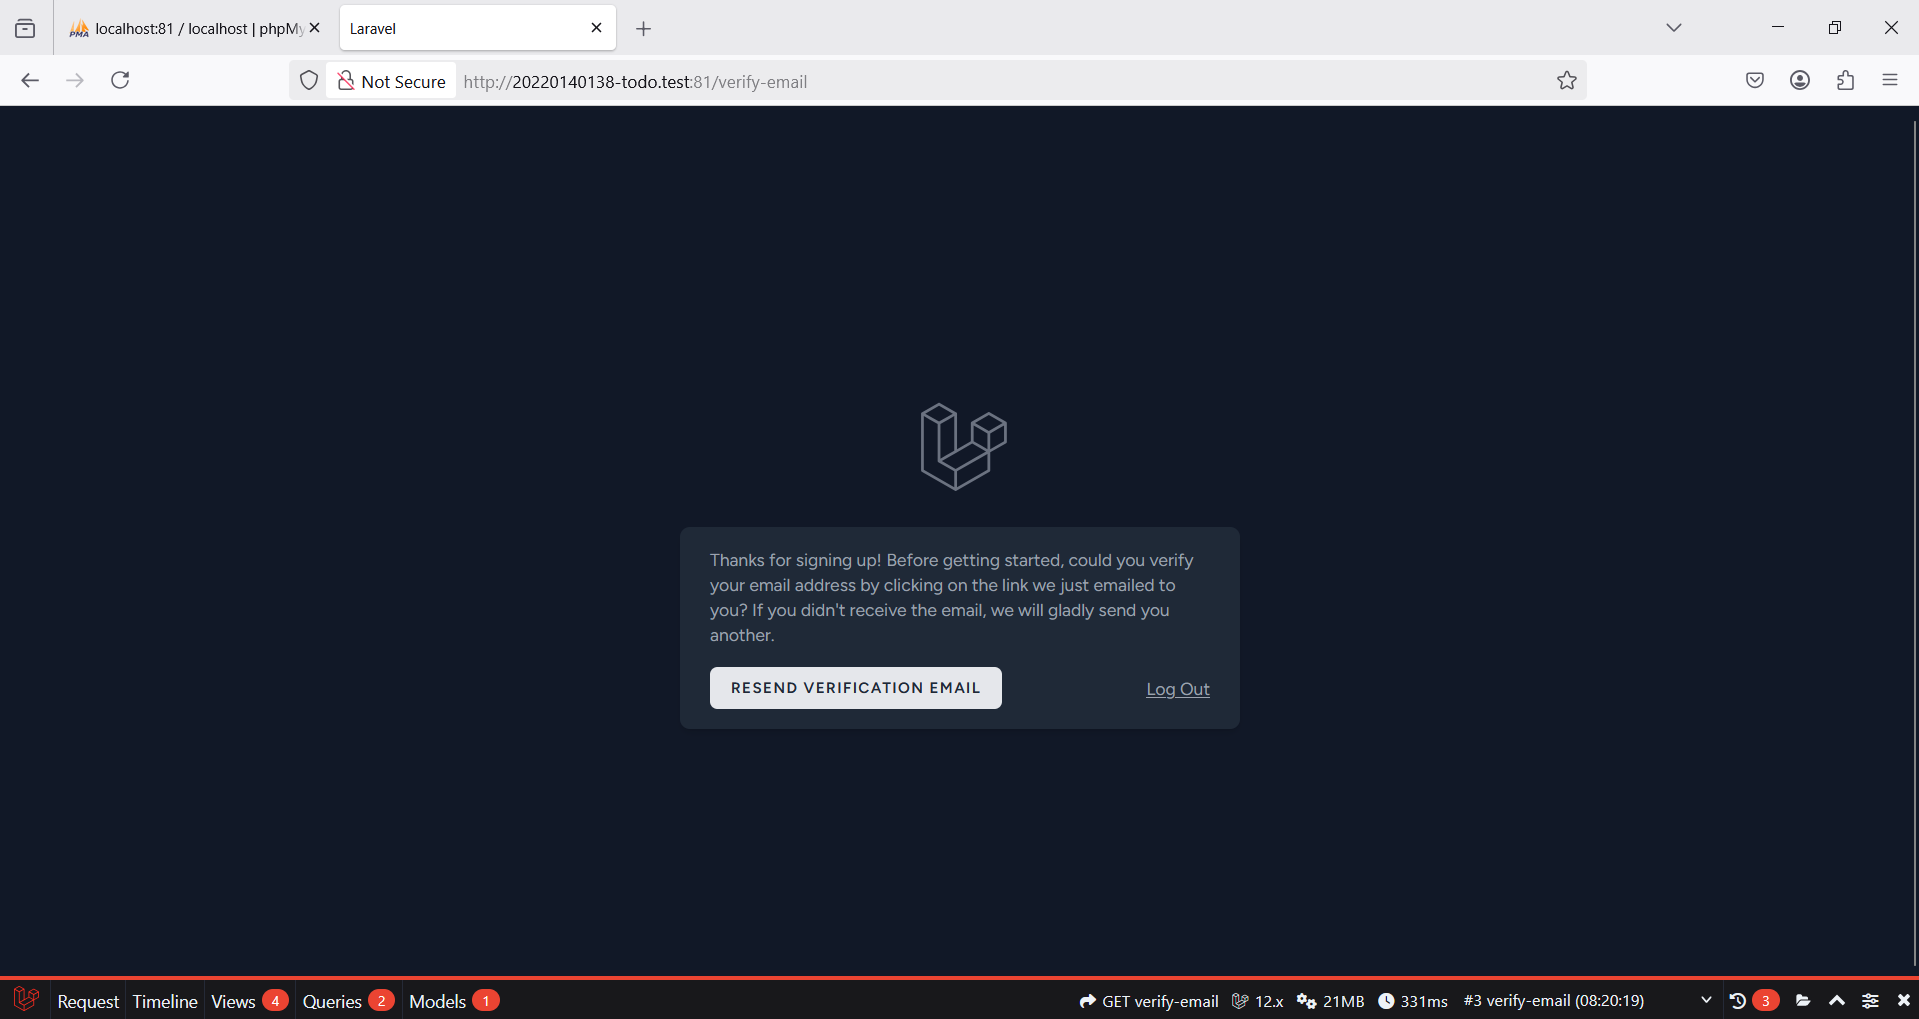 localhost:81 / localhost | phpMy
Laravel
Not Secure
http://20220140138-todo.test:81/verify-email
Thanks for signing up! Before getting started, could you verify
your email address by clicking on the link we just emailed to
you? If you didn't receive the email, we will gladly send you
another.
RESEND VERIFICATION EMAIL
Log Out
Request Timeline Views 4 Queries 2 Models 1 GET verify-email 12.x 21MB 331ms #3 verify-email (08:20:19) 3